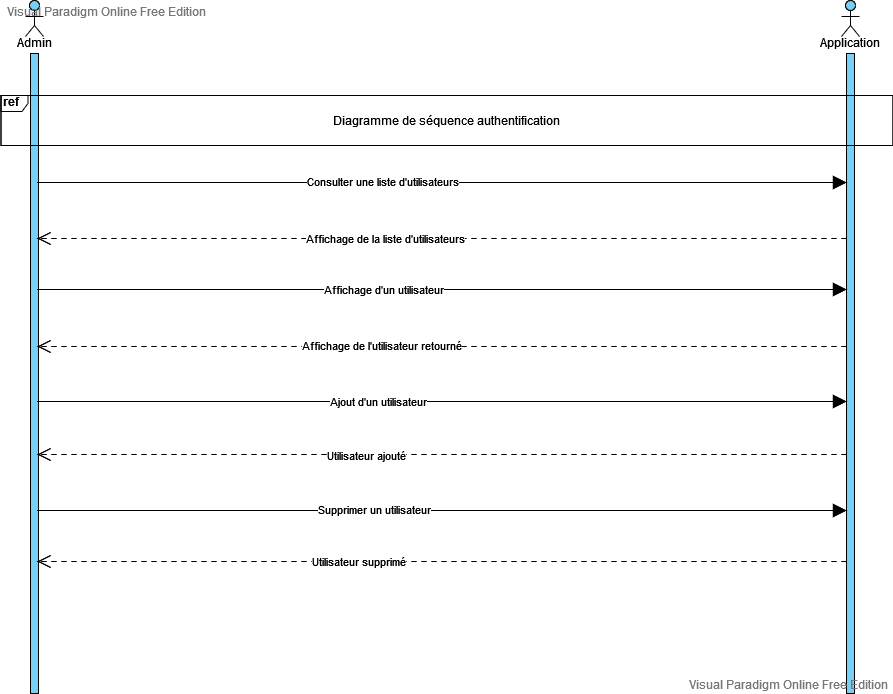 Visual Paradigm Online Free Edition
Admin
Application
ref
Diagramme de séquence authentification
Consulter une liste d'utilisateurs
Affichage de la liste d'utilisateurs
Affichage d'un utilisateur
Affichage de l'utilisateur retourné
Ajout d'un utilisateur
Utilisateur ajouté
Supprimer un utilisateur
Utilisateur supprimé
Visual Paradigm Online Free Edition